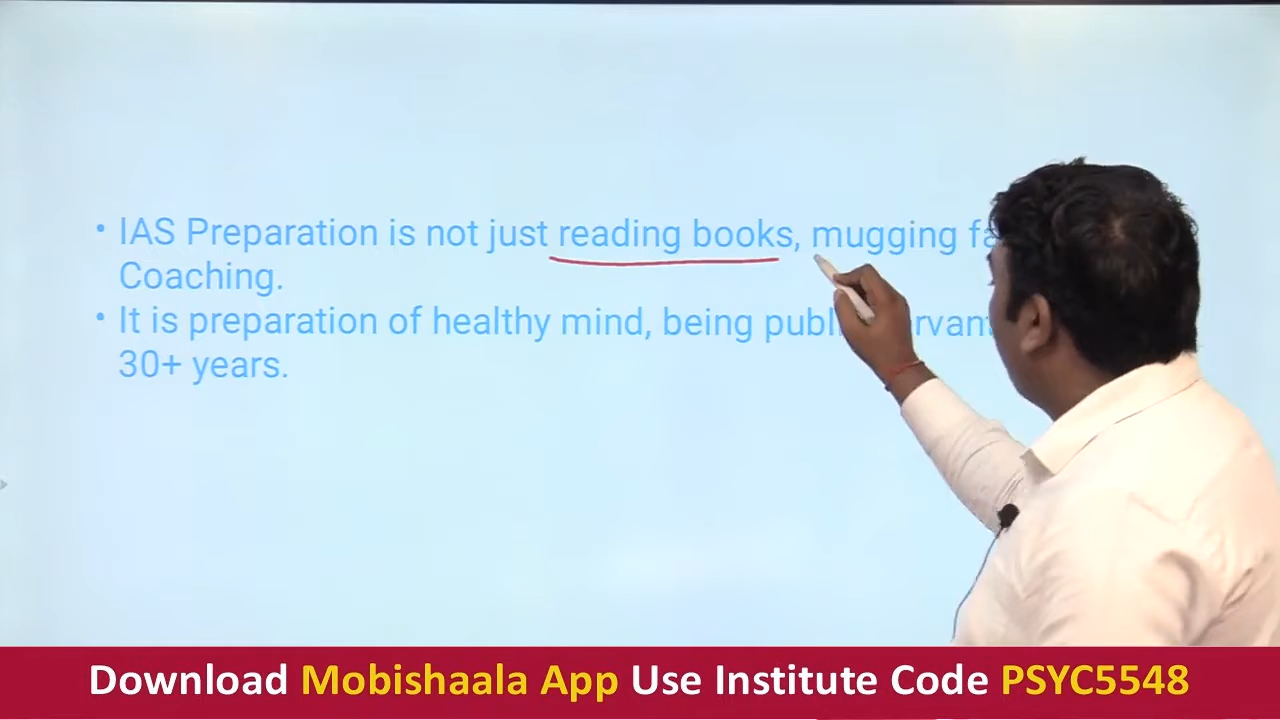 • IAS Preparation is not just reading books, mugging
Coaching.
• It is preparation of healthy mind, being
30+ years.
Download Mobishaala App Use Institute Code PSYC5548